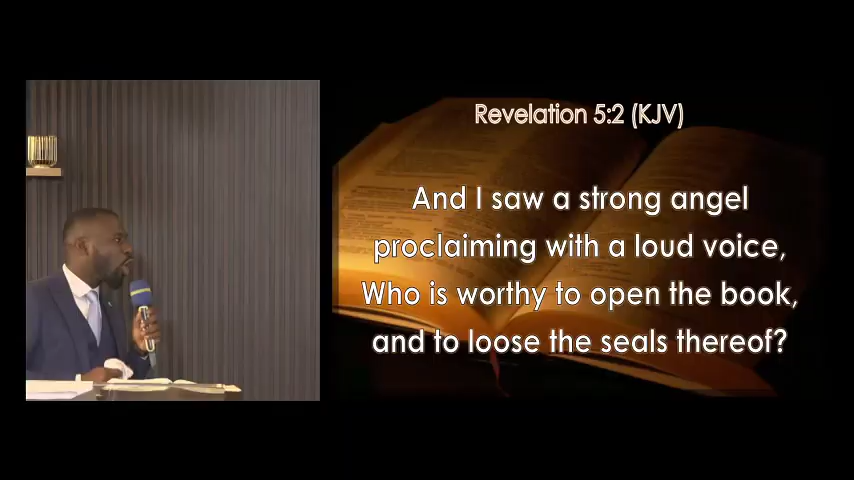 Revelation 5:2 (KJV)
And I saw a strong angel
proclaiming with a loud voice,
Who is worthy to open the book,
and to loose the seals thereof?